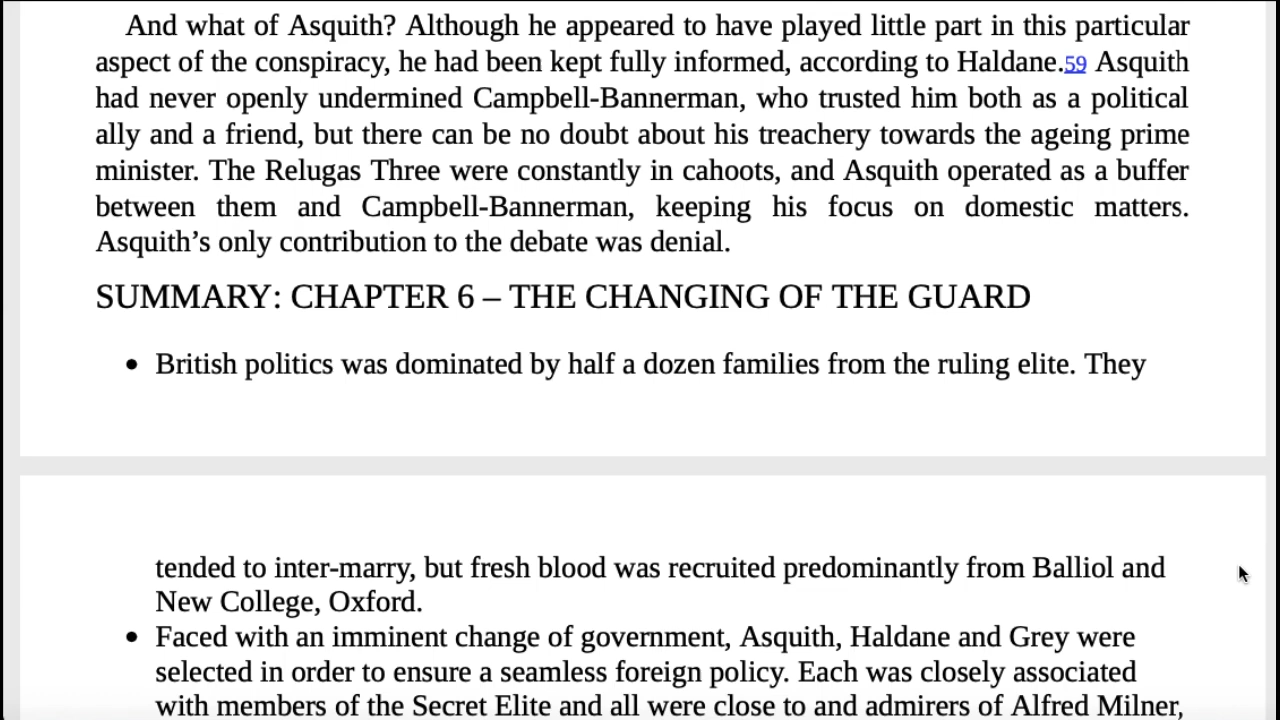 And what of Asquith? Although he appeared to have played little part in this particular
aspect of the conspiracy, he had been kept fully informed, according to Haldane.59 Asquith
had never openly undermined Campbell-Bannerman, who trusted him both as a political
ally and a friend, but there can be no doubt about his treachery towards the ageing prime
minister. The Relugas Three were constantly in cahoots, and Asquith operated as a buffer
between them and Campbell-Bannerman, keeping his focus on domestic matters.
Asquith’s only contribution to the debate was denial.
SUMMARY: CHAPTER 6 – THE CHANGING OF THE GUARD
• British politics was dominated by half a dozen families from the ruling elite. They
tended to inter-marry, but fresh blood was recruited predominantly from Balliol and
New College, Oxford.
• Faced with an imminent change of government, Asquith, Haldane and Grey were
selected in order to ensure a seamless foreign policy. Each was closely associated
with members of the Secret Elite and all were close to and admirers of Alfred Milner,